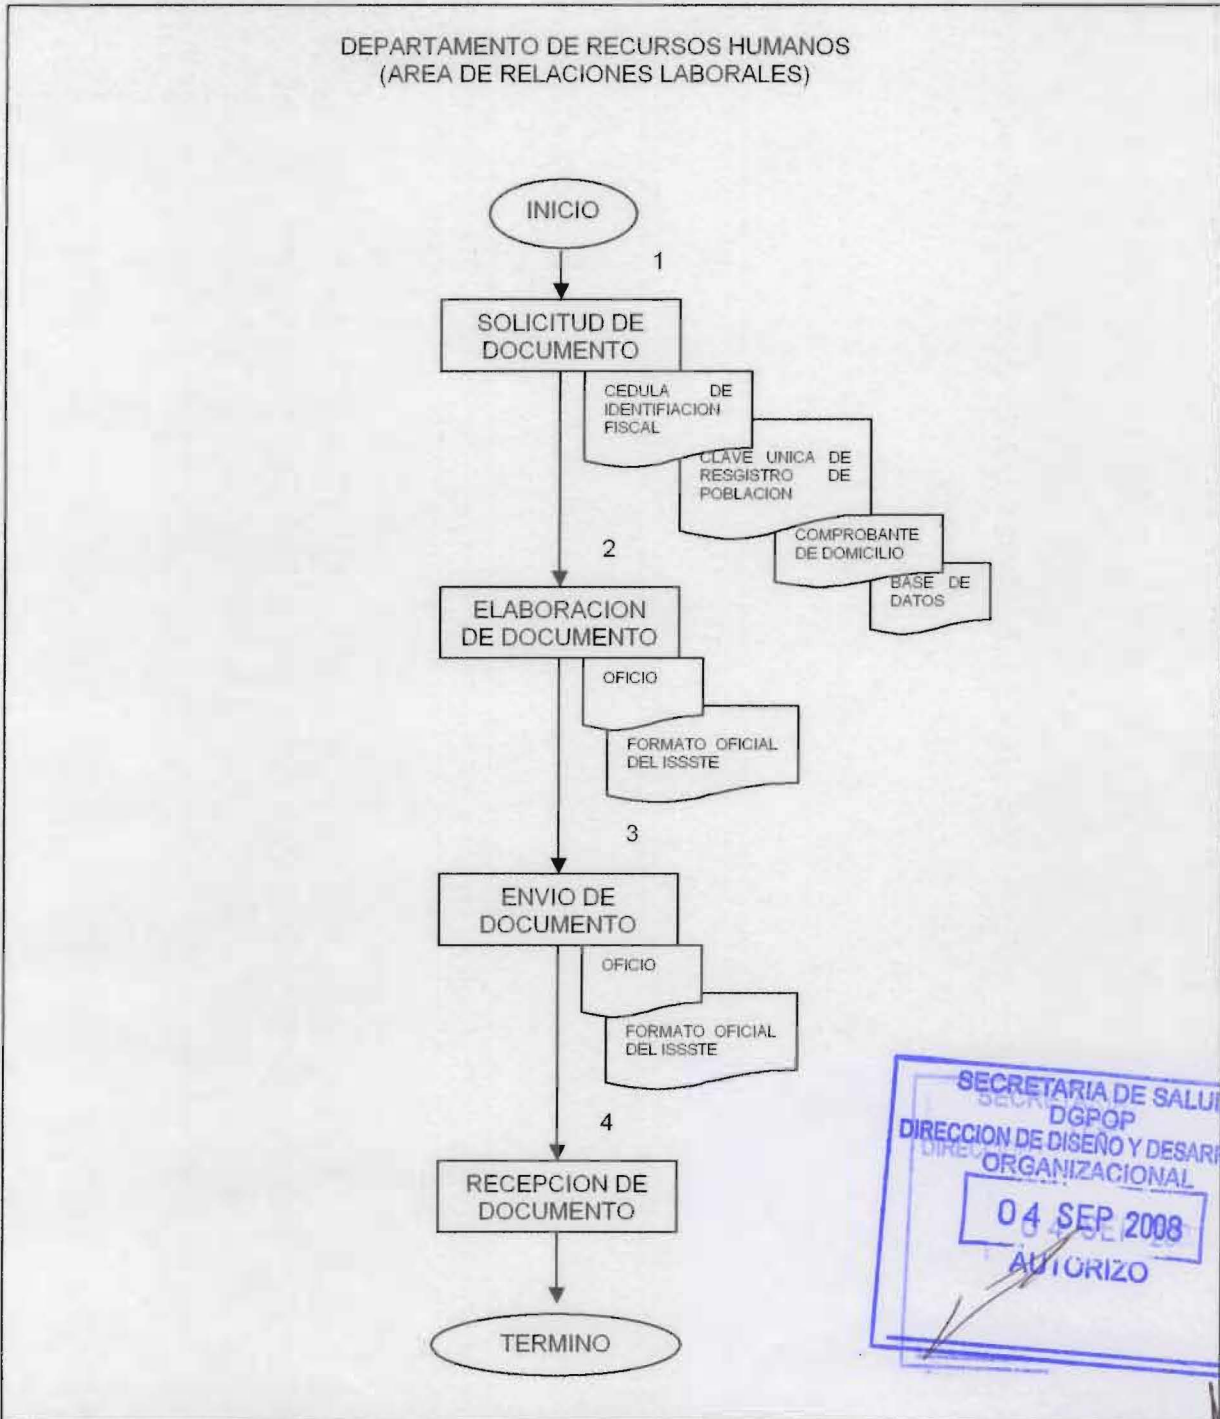 DEPARTAMENTO DE RECURSOS HUMANOS
(AREA DE RELACIONES LABORALES)
INICIO
1
SOLICITUD DE
DOCUMENTO
CEDULA DE
IDENTIFIACION
FISCAL
CLAVE UNICA DE
RESGISTRO DE
POBLACION
COMPROBANTE
DE DOMICILIO
BASE DE
DATOS
2
ELABORACION
DE DOCUMENTO
OFICIO
FORMATO OFICIAL
DEL ISSSTE
3
ENVIO DE
DOCUMENTO
OFICIO
FORMATO OFICIAL
DEL ISSSTE
4
RECEPCION DE
DOCUMENTO
TERMINO
SECRETARIA DE SALU
DGPOP
DIRECCION DE DISEÑO Y DESAR
ORGANIZACIONAL
04 SEP 2008
AUTORIZO